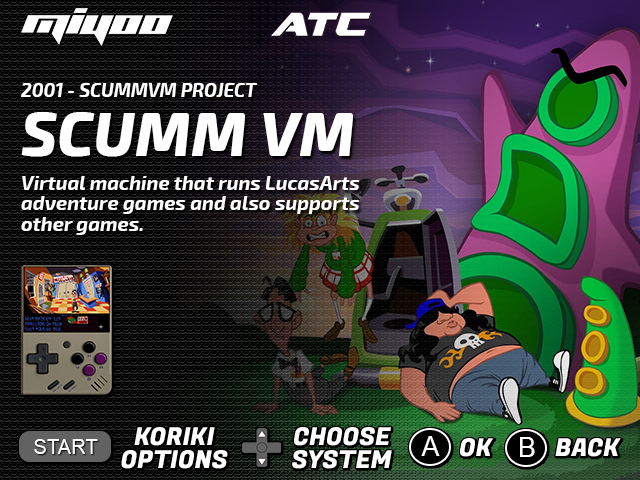 miyoo
ATC
2001 - SCUMMVM PROJECT
SCUMM VM
Virtual machine that runs LucasArts
adventure games and also supports
other games.
START
KORIKI
OPTIONS
CHOOSE
SYSTEM
A OK
B BACK